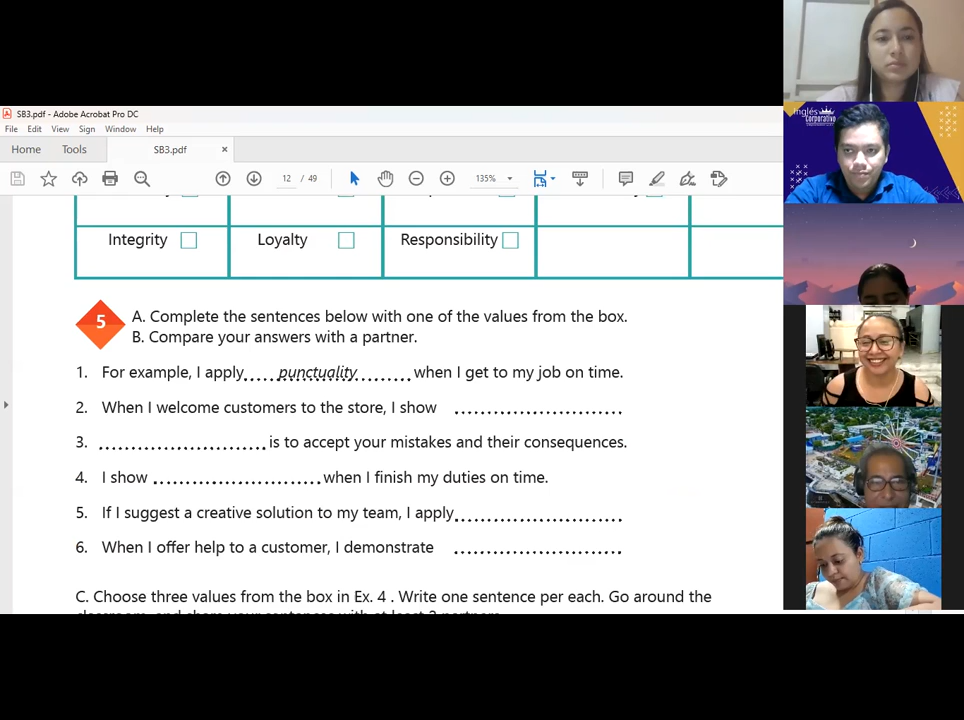 SB3.pdf - Adobe Acrobat Pro DC
File Edit View Sign Window Help
Home Tools SB3.pdf ×
12 / 49 135%
Integrity Loyalty Responsibility
5
A. Complete the sentences below with one of the values from the box.
B. Compare your answers with a partner.
1. For example, I apply punctuality when I get to my job on time.
2. When I welcome customers to the store, I show
3. is to accept your mistakes and their consequences.
4. I show when I finish my duties on time.
5. If I suggest a creative solution to my team, I apply
6. When I offer help to a customer, I demonstrate
C. Choose three values from the box in Ex. 4 . Write one sentence per each. Go around the
Inglés
Corporativo